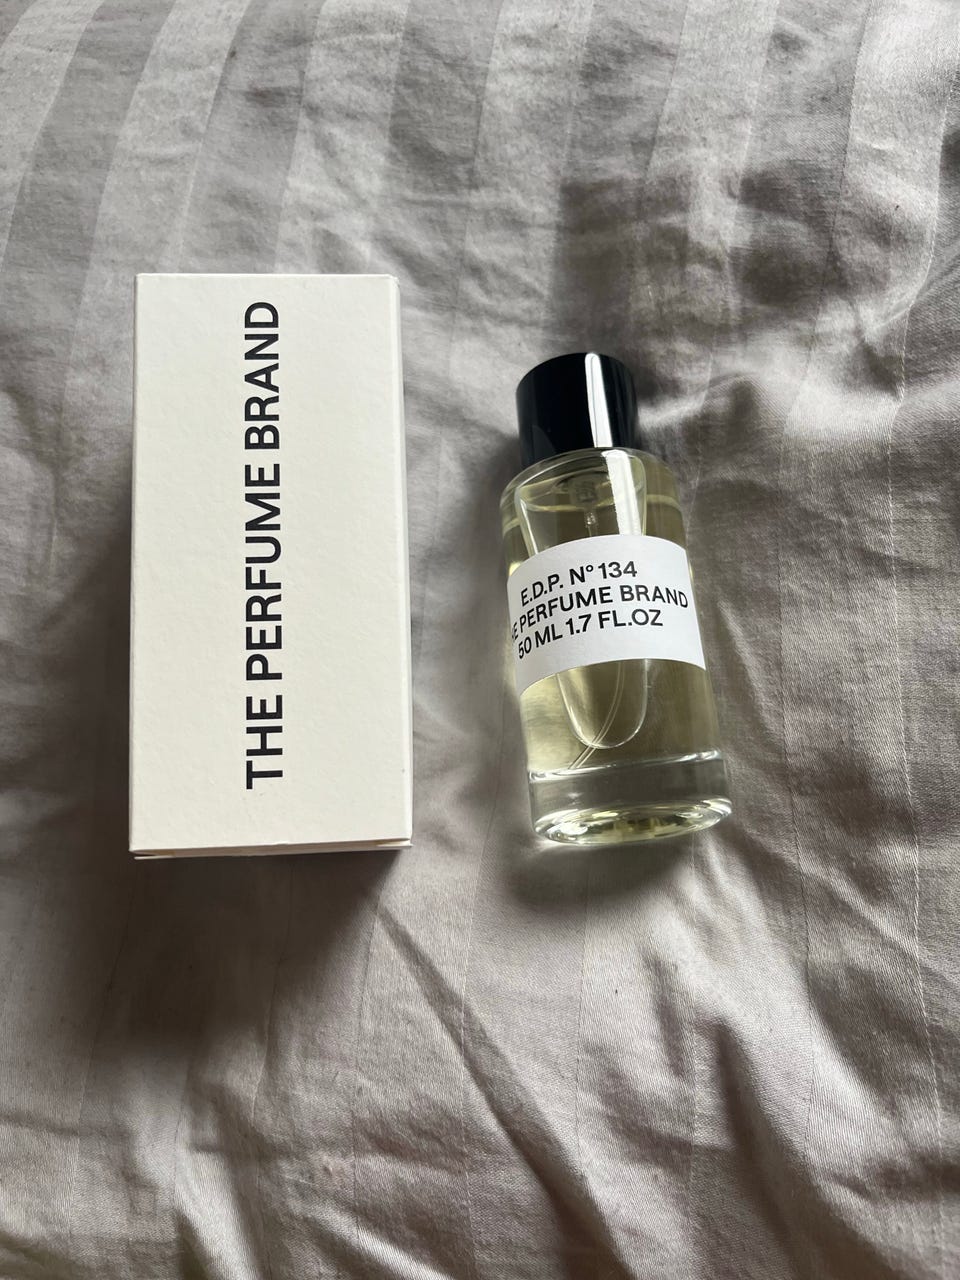 THE PERFUME BRAND
E.D.P. N° 134
PERFUME BRAND
50 ML 1.7 FL.OZ